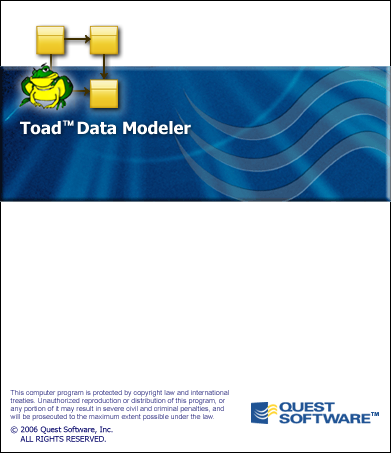 Toad™ Data Modeler
This computer program is protected by copyright law and international
treaties. Unauthorized reproduction or distribution of this program, or
any portion of it may result in severe civil and criminal penalties, and
will be prosecuted to the maximum extent possible under the law.
© 2006 Quest Software, Inc.
ALL RIGHTS RESERVED.
QUEST
SOFTWARE™